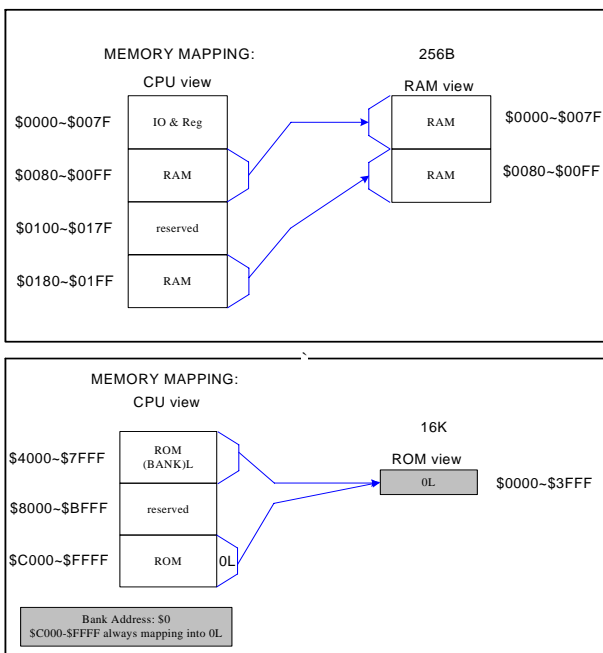 MEMORY MAPPING:
256B
CPU view
RAM view
$0000~$007F
IO & Reg
RAM
$0000~$007F
$0080~$00FF
RAM
RAM
$0080~$00FF
$0100~$017F
reserved
$0180~$01FF
RAM
`
MEMORY MAPPING:
CPU view
16K
ROM view
$4000~$7FFF
ROM
(BANK)L
0L
$0000~$3FFF
$8000~$BFFF
reserved
$C000~$FFFF
ROM
0L
Bank Address: $0
$C000-$FFFF always mapping into 0L